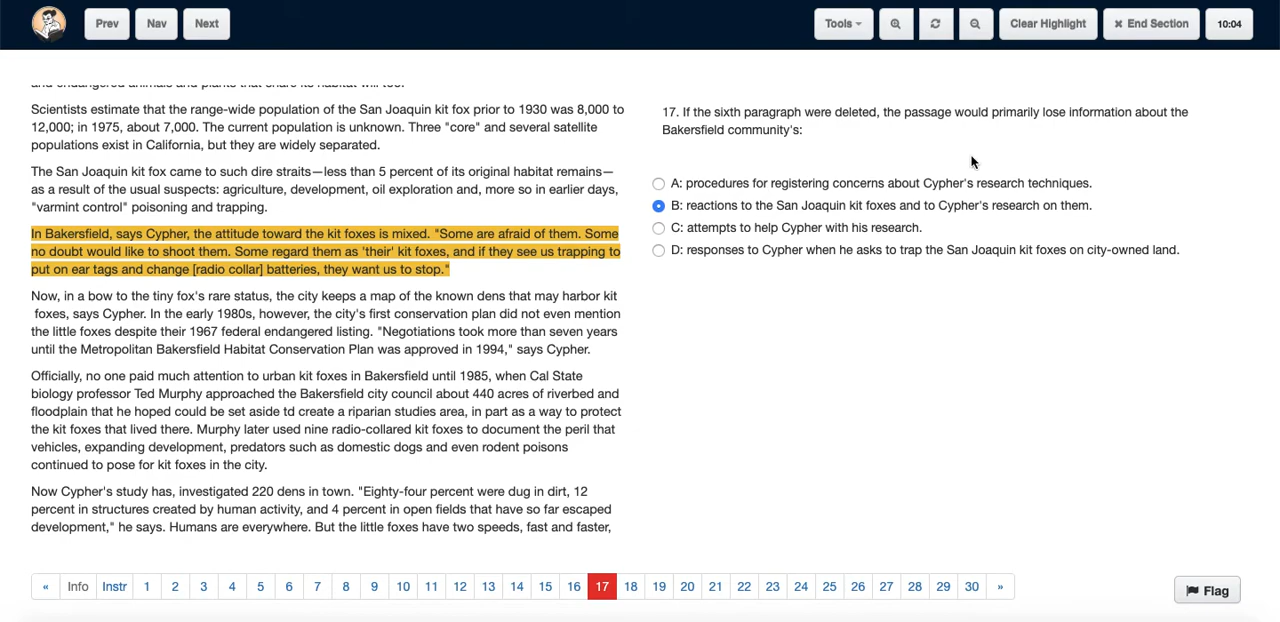 Prev
Nav
Next
Tools
Clear Highlight
End Section
10:04
and endangered animals and plants that share its habitat will too.
Scientists estimate that the range-wide population of the San Joaquin kit fox prior to 1930 was 8,000 to
12,000; in 1975, about 7,000. The current population is unknown. Three "core" and several satellite
populations exist in California, but they are widely separated.
The San Joaquin kit fox came to such dire straits—less than 5 percent of its original habitat remains—
as a result of the usual suspects: agriculture, development, oil exploration and, more so in earlier days,
"varmint control" poisoning and trapping.
In Bakersfield, says Cypher, the attitude toward the kit foxes is mixed. "Some are afraid of them. Some
no doubt would like to shoot them. Some regard them as 'their' kit foxes, and if they see us trapping to
put on ear tags and change [radio collar] batteries, they want us to stop."
Now, in a bow to the tiny fox's rare status, the city keeps a map of the known dens that may harbor kit
foxes, says Cypher. In the early 1980s, however, the city's first conservation plan did not even mention
the little foxes despite their 1967 federal endangered listing. "Negotiations took more than seven years
until the Metropolitan Bakersfield Habitat Conservation Plan was approved in 1994," says Cypher.
Officially, no one paid much attention to urban kit foxes in Bakersfield until 1985, when Cal State
biology professor Ted Murphy approached the Bakersfield city council about 440 acres of riverbed and
floodplain that he hoped could be set aside td create a riparian studies area, in part as a way to protect
the kit foxes that lived there. Murphy later used nine radio-collared kit foxes to document the peril that
vehicles, expanding development, predators such as domestic dogs and even rodent poisons
continued to pose for kit foxes in the city.
Now Cypher's study has, investigated 220 dens in town. "Eighty-four percent were dug in dirt, 12
percent in structures created by human activity, and 4 percent in open fields that have so far escaped
development," he says. Humans are everywhere. But the little foxes have two speeds, fast and faster,
17. If the sixth paragraph were deleted, the passage would primarily lose information about the
Bakersfield community's:
A: procedures for registering concerns about Cypher's research techniques.
B: reactions to the San Joaquin kit foxes and to Cypher's research on them.
C: attempts to help Cypher with his research.
D: responses to Cypher when he asks to trap the San Joaquin kit foxes on city-owned land.
« Info Instr 1 2 3 4 5 6 7 8 9 10 11 12 13 14 15 16 17 18 19 20 21 22 23 24 25 26 27 28 29 30 »
Flag